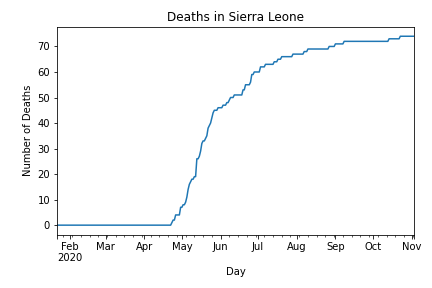 Deaths in Sierra Leone
70
60
50
40
30
20
10
0
Number of Deaths
Feb Mar Apr May Jun Jul Aug Sep Oct Nov
2020
Day